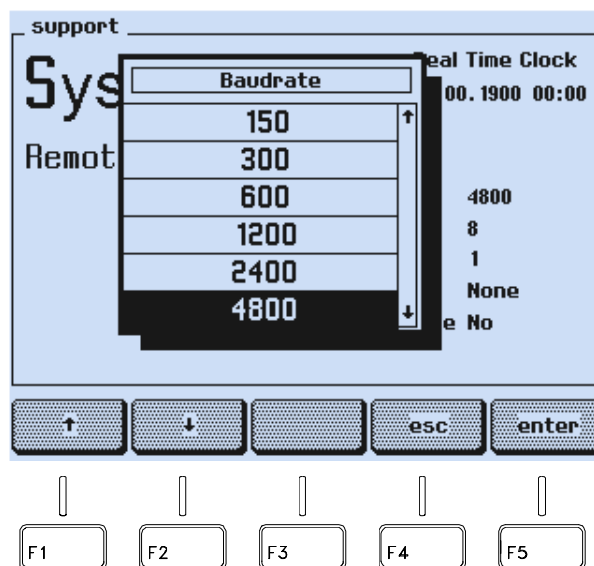 support
Sys
eal Time Clock
00.1900 00:00
Baudrate
150
Remot
300
600
4800
1200
8
2400
1
4800
None
e No
↑ ↓ esc enter
F1 F2 F3 F4 F5